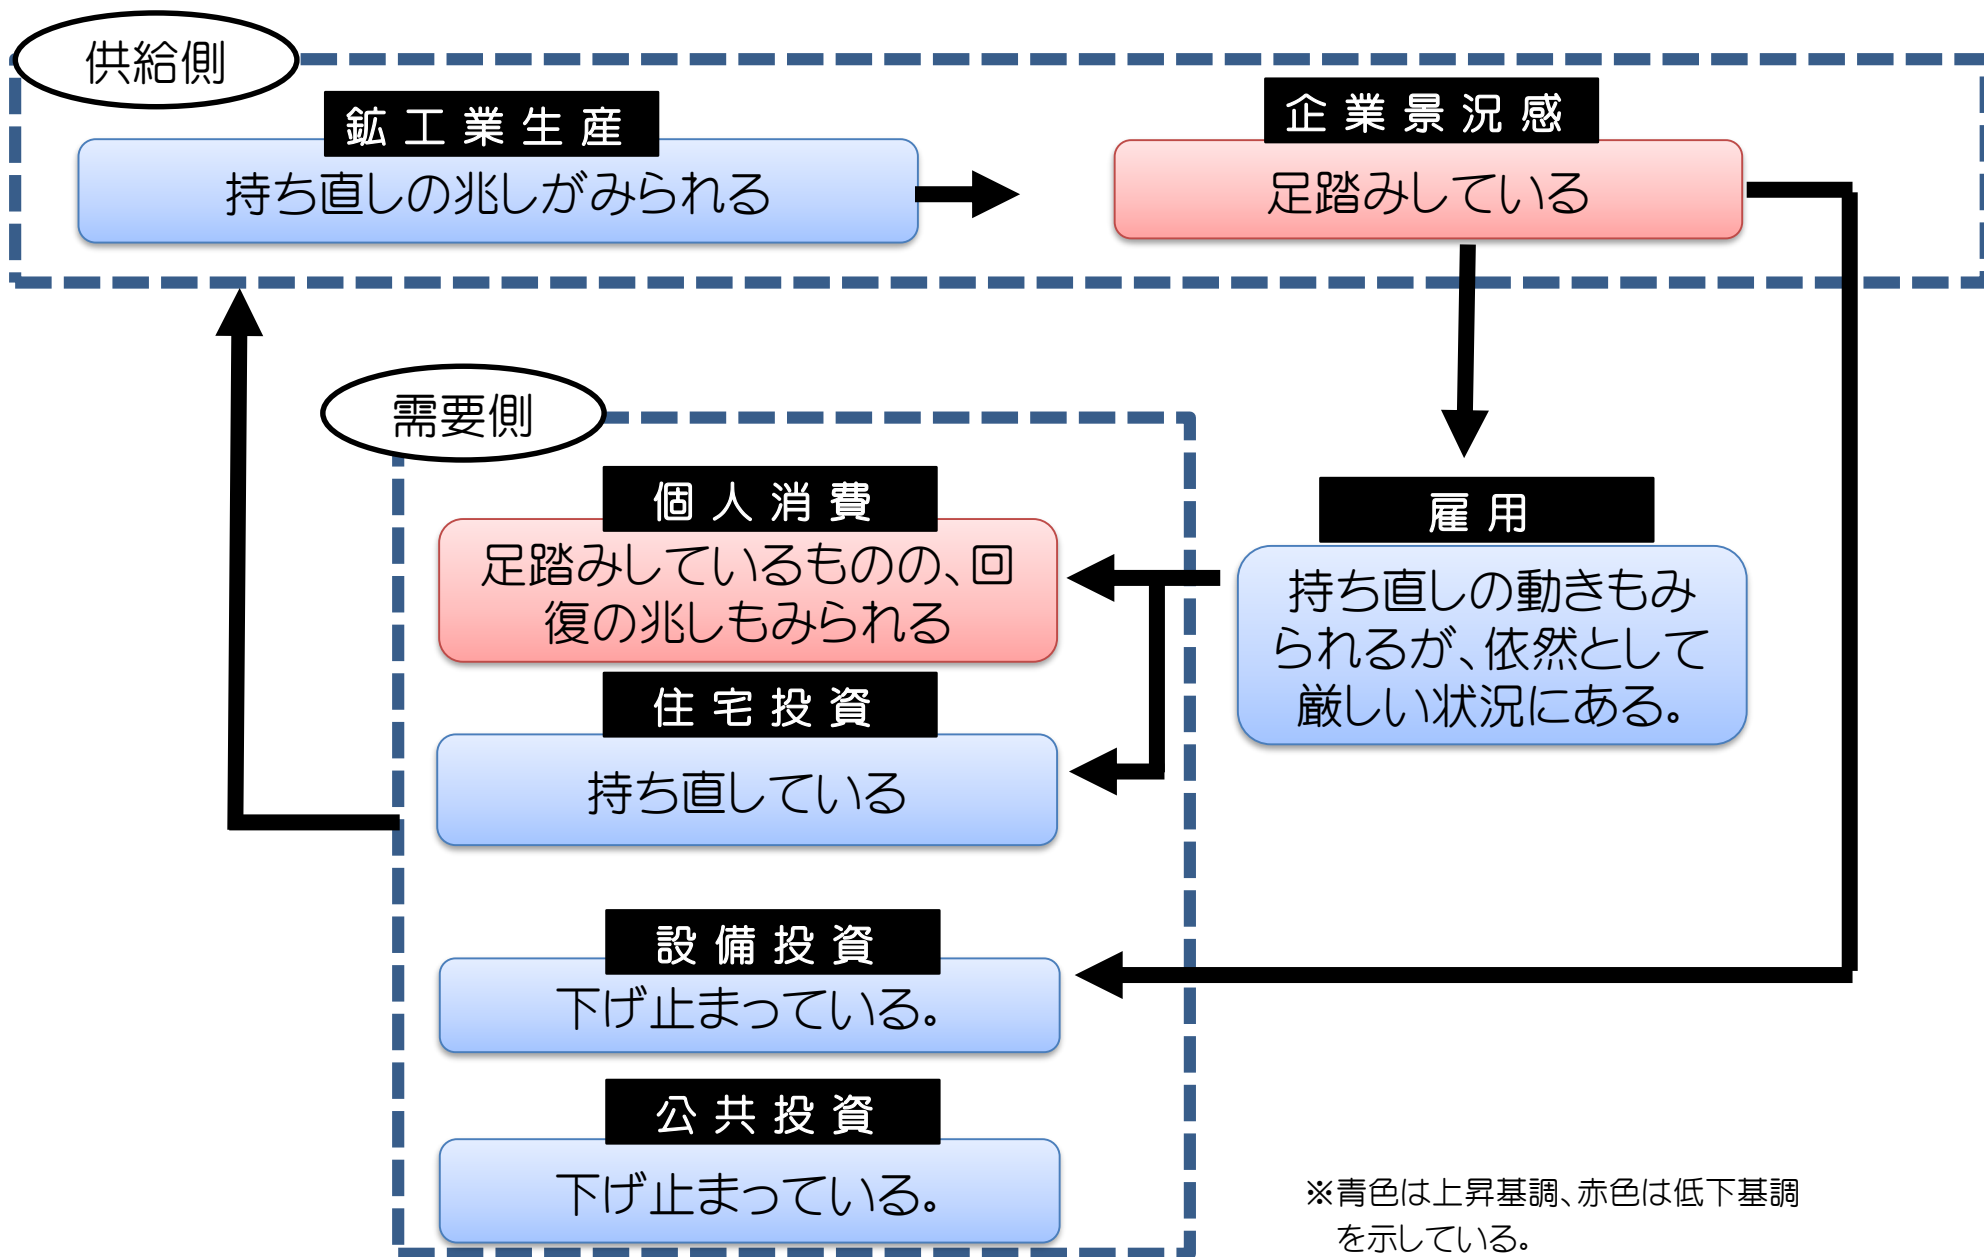 供給側
鉱工業生産
持ち直しの兆しがみられる
企業景況感
足踏みしている
需要側
個人消費
足踏みしているものの、回
復の兆しもみられる
雇用
持ち直しの動きもみ
られるが、依然として
厳しい状況にある。
住宅投資
持ち直している
設備投資
下げ止まっている。
公共投資
下げ止まっている。
※青色は上昇基調、赤色は低下基調
を示している。